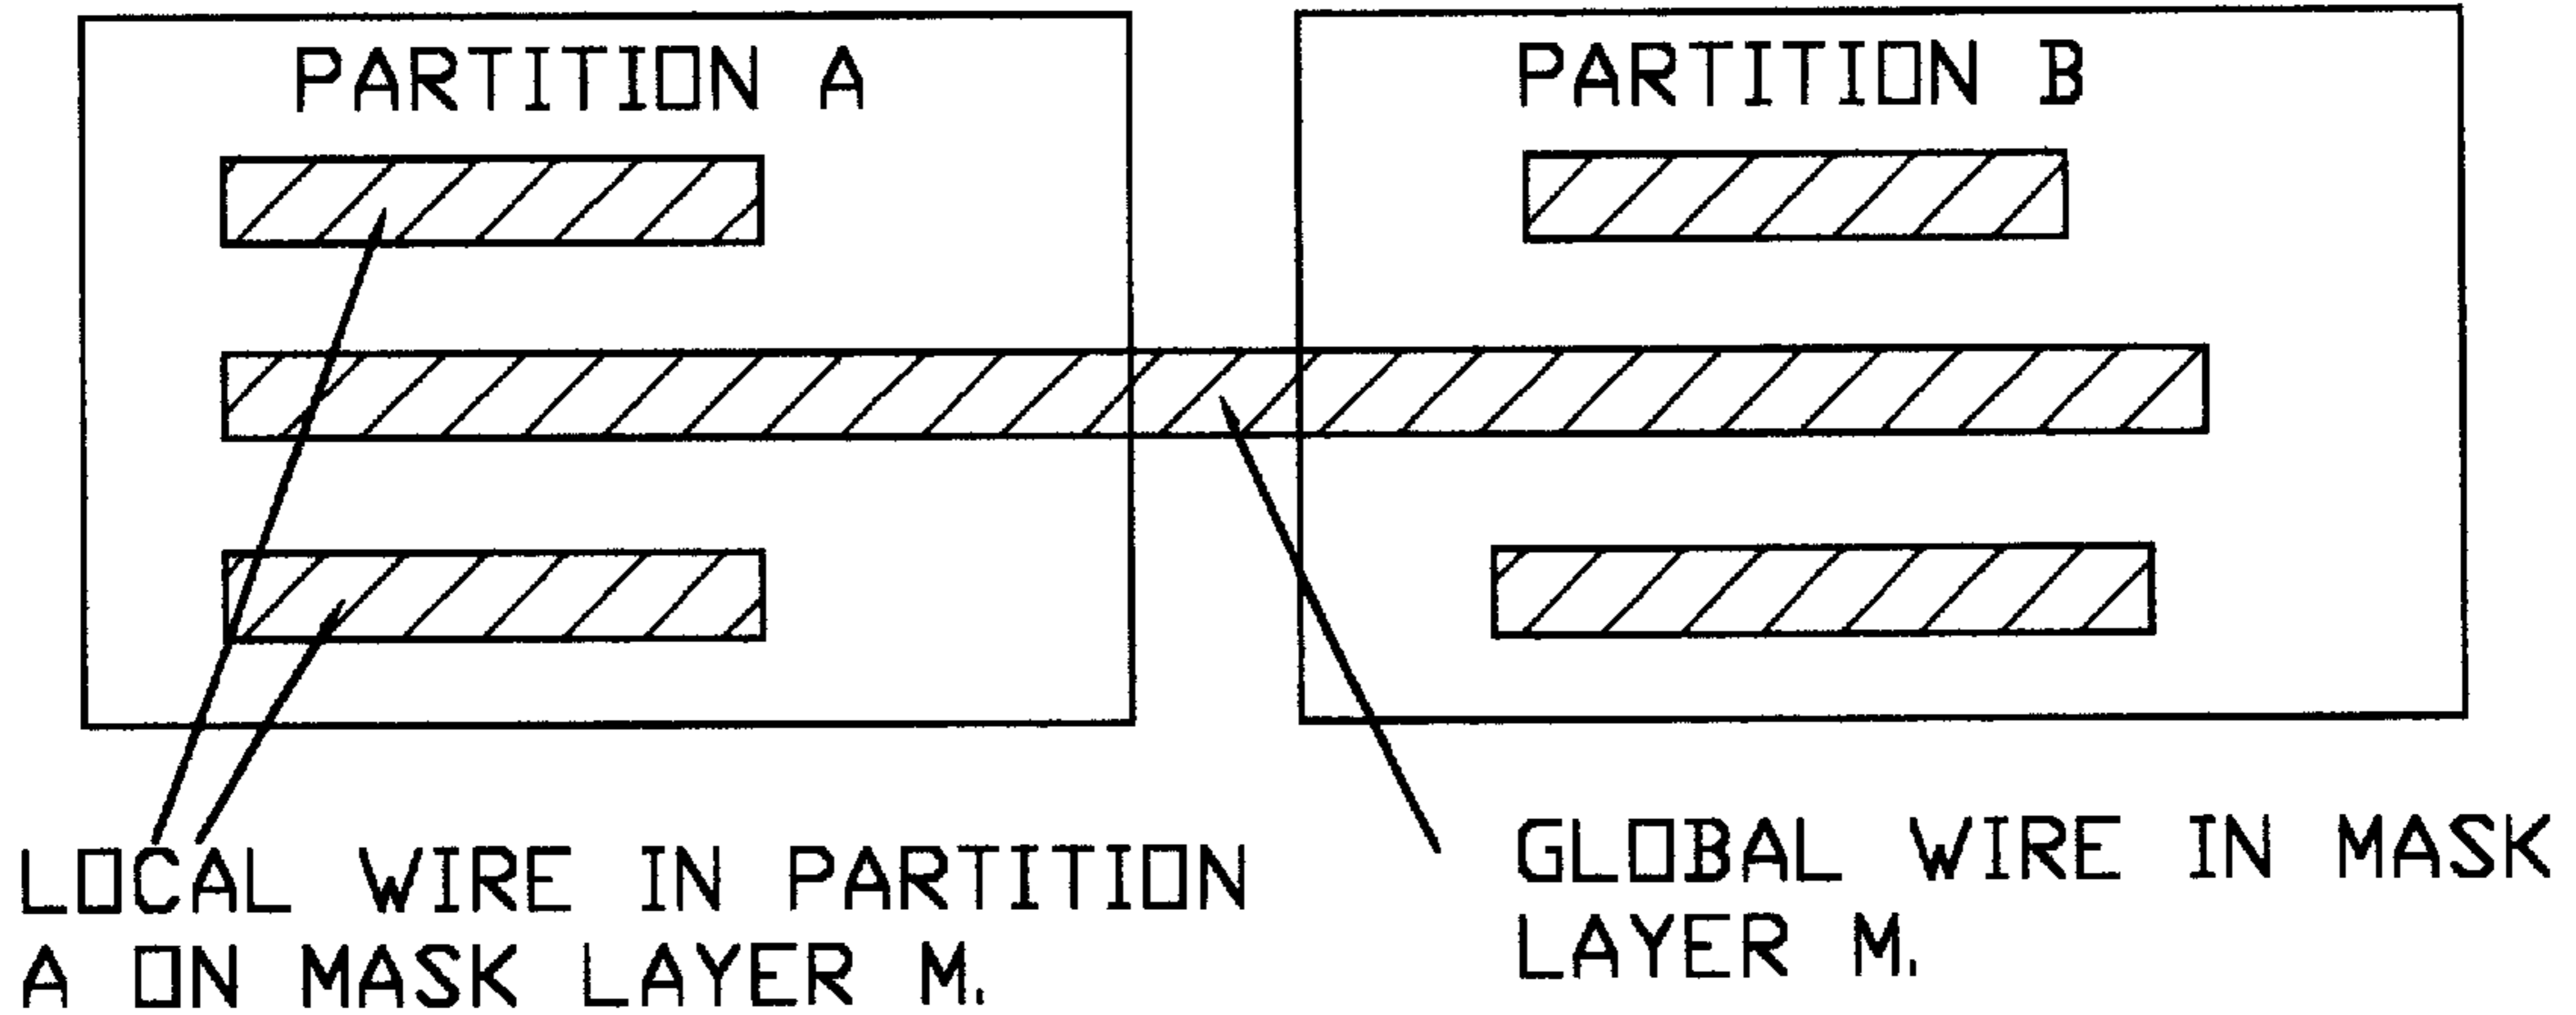 PARTITION A
PARTITION B
LOCAL WIRE IN PARTITION
A ON MASK LAYER M.
GLOBAL WIRE IN MASK
LAYER M.